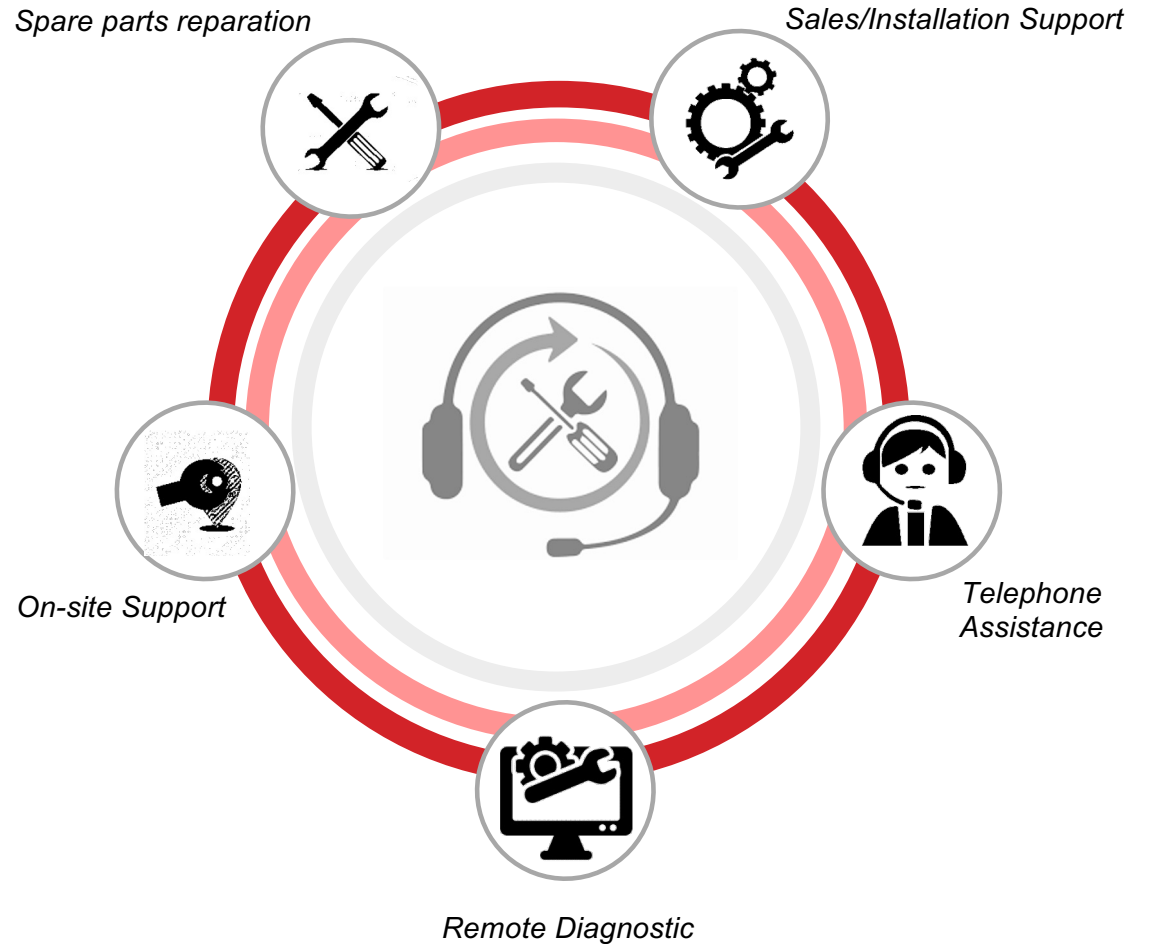 Spare parts reparation
Sales/Installation Support
On-site Support
Telephone
Assistance
Remote Diagnostic